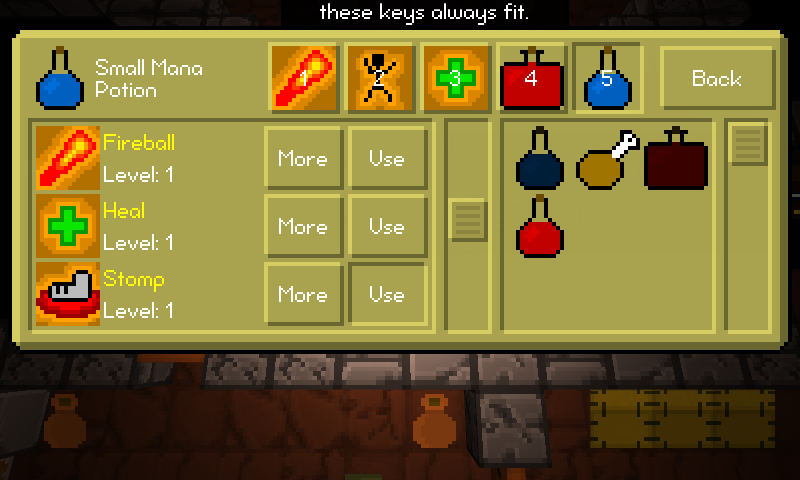 these keys always fit.
Small Mana
Potion
1
2
3
4
5
Back
Fireball
Level: 1
More
Use
Heal
Level: 1
More
Use
Stomp
Level: 1
More
Use